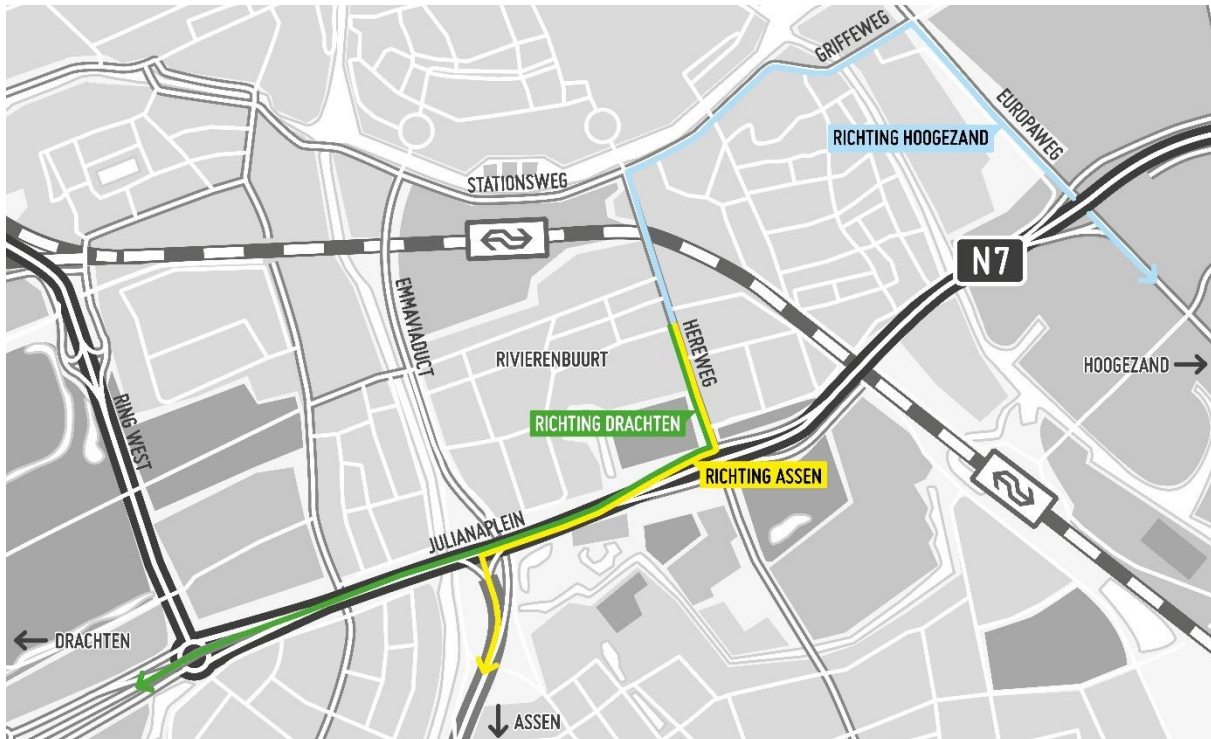 GRIFFEWEG
EUROPAWEG
RICHTING HOOGEZAND
STATIONSWEG
N7
EMMAVIADUCT
HEREWEG
RIVIERENBUURT
HOOGEZAND
RING WEST
RICHTING DRACHTEN
RICHTING ASSEN
JULIANAPLEIN
DRACHTEN
ASSEN